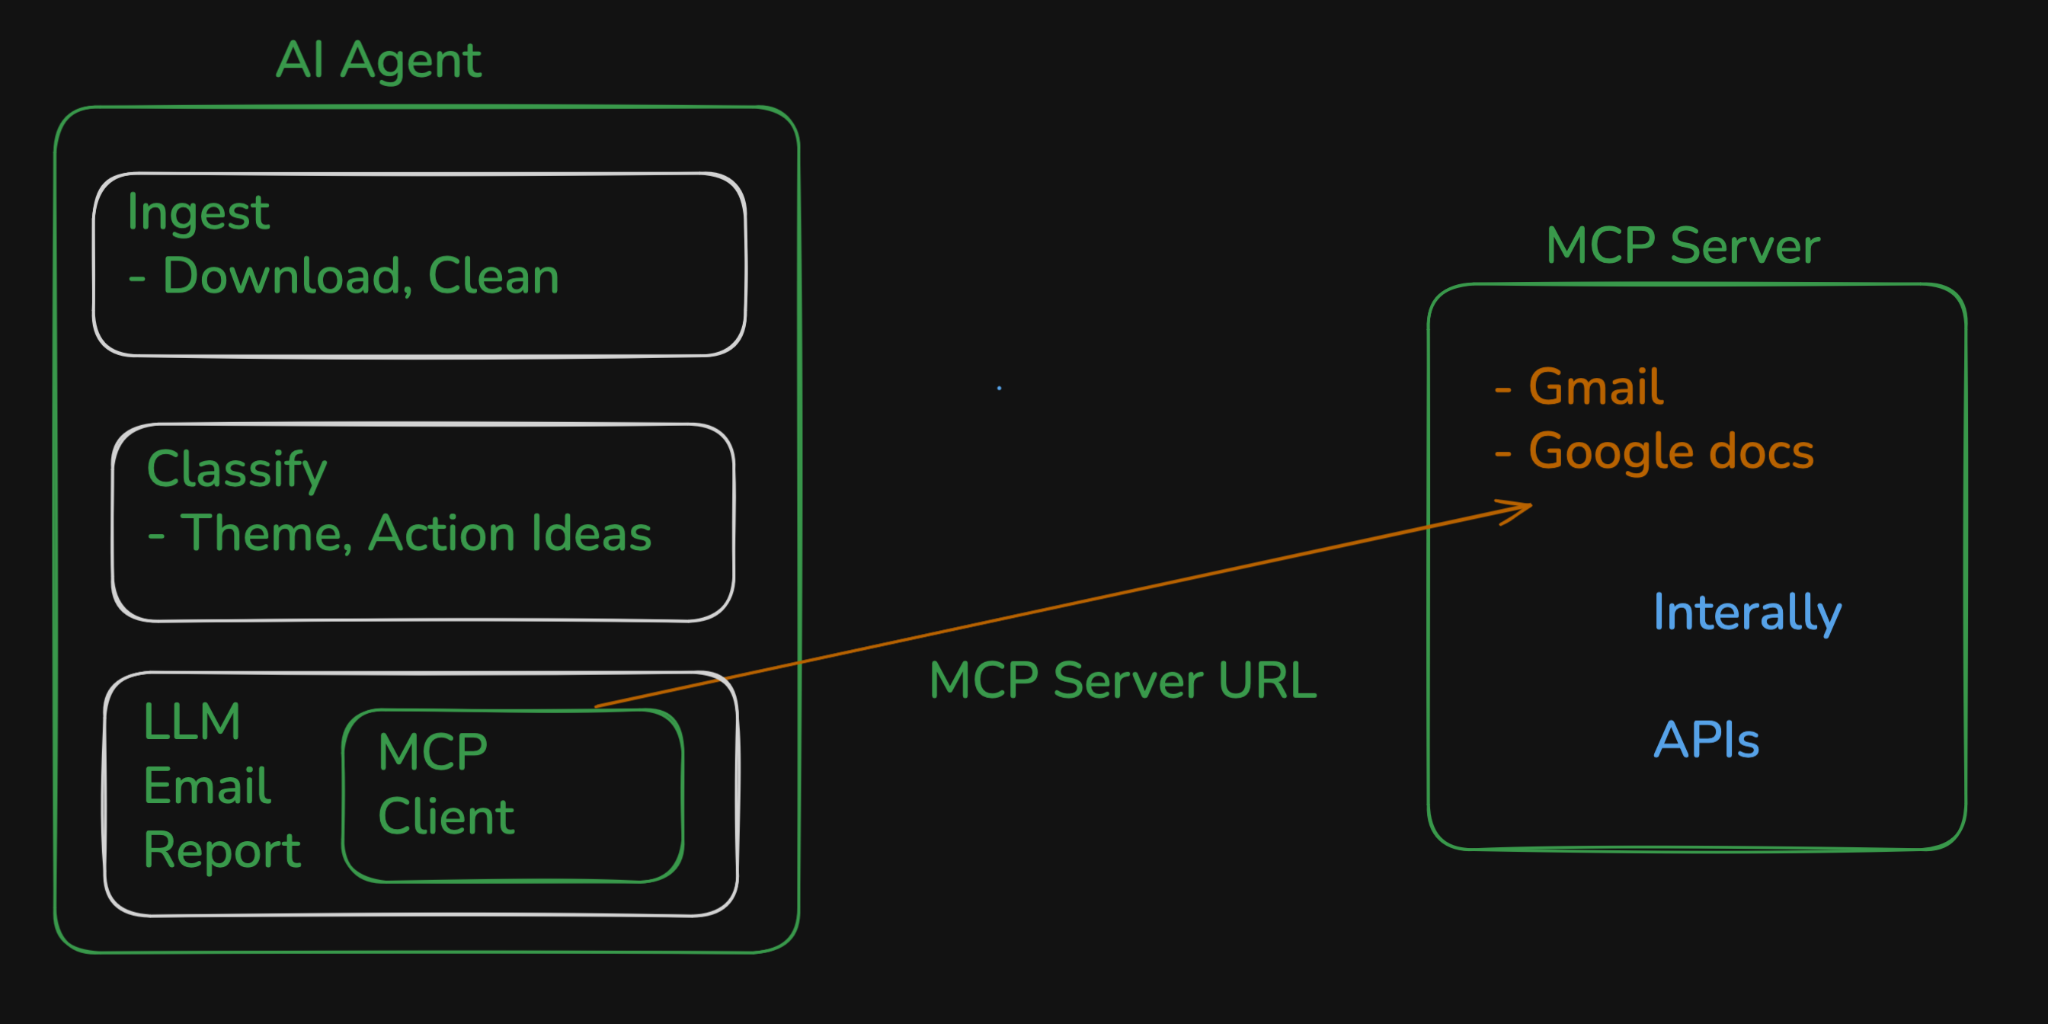 AI Agent
Ingest
- Download, Clean
Classify
- Theme, Action Ideas
LLM
Email
Report
MCP
Client
MCP Server URL
MCP Server
- Gmail
- Google docs
Interally
APIs